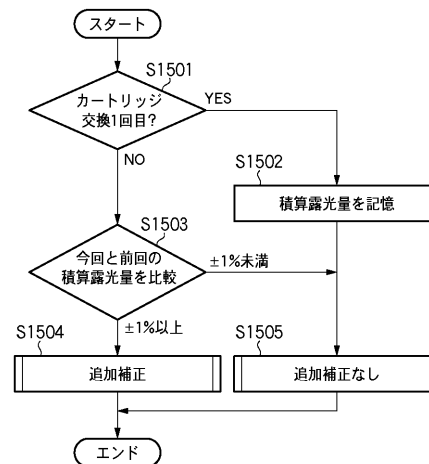 スタート
S1501
カートリッジ
交換1回目?
YES
NO
S1502
積算露光量を記憶
S1503
今回と前回の
積算露光量を比較
±1%未満
±1%以上
S1504
追加補正
S1505
追加補正なし
エンド